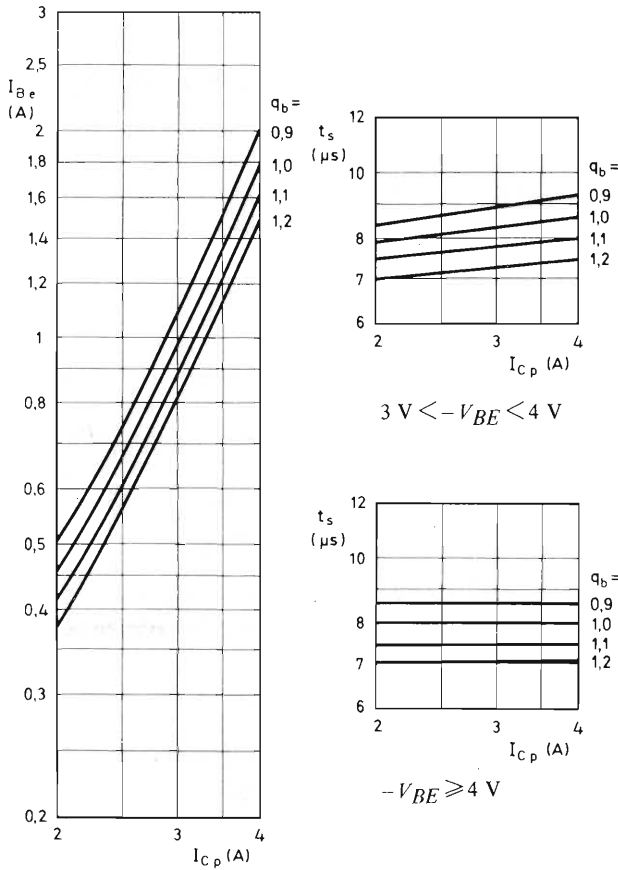 3
2,5
I_Be
(A)
q_b =
2
0,9
1,8
1,0
1,6
1,1
1,4
1,2
1,2
1
0,8
0,6
0,5
0,4
0,3
0,2
2 3 4
I_Cp (A)
12
t_s
(µs)
10
q_b =
0,9
1,0
8
1,1
1,2
7
6
2 3 4
I_Cp (A)
3 V < −V_BE < 4 V
12
t_s
(µs)
10
q_b =
0,9
8
1,0
1,1
7
1,2
6
2 3 4
I_Cp (A)
−V_BE ⩾ 4 V